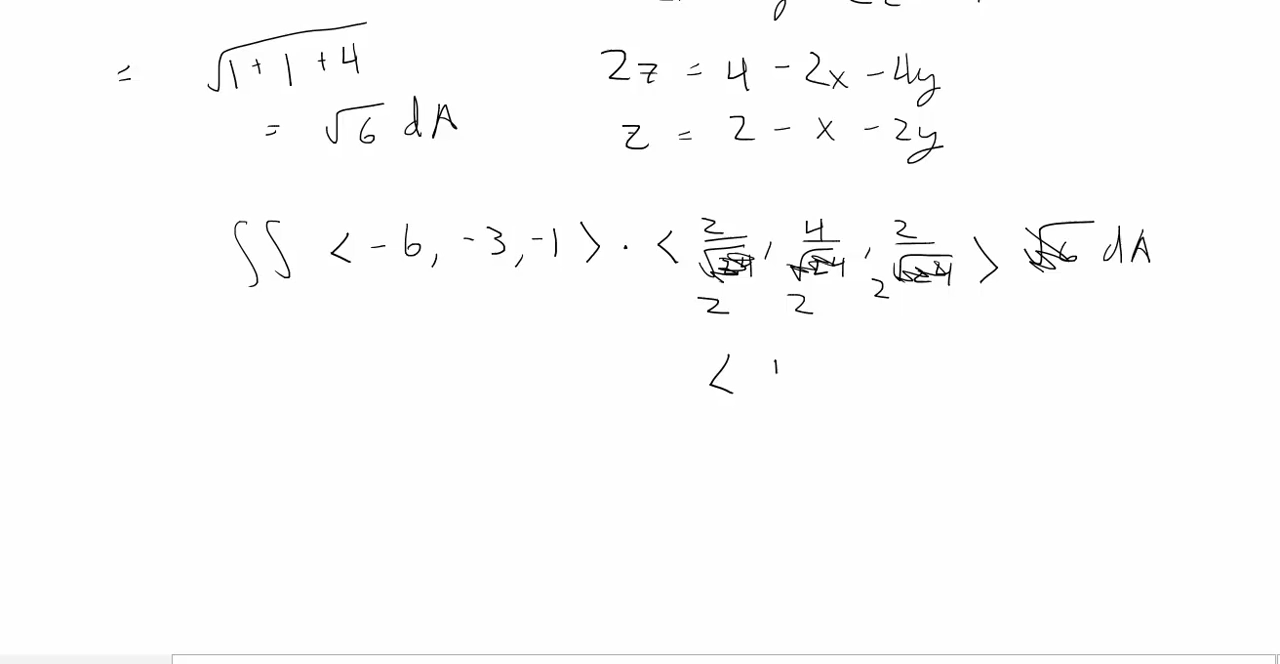 = √1 + 1 + 4
2z = 4 - 2x - 4y
= √6 dA
z = 2 - x - 2y
∫∫ < -6, -3, -1 > · < 2/√24, 4/√24, 2/√24 > √6 dA
2 2 2
< 1